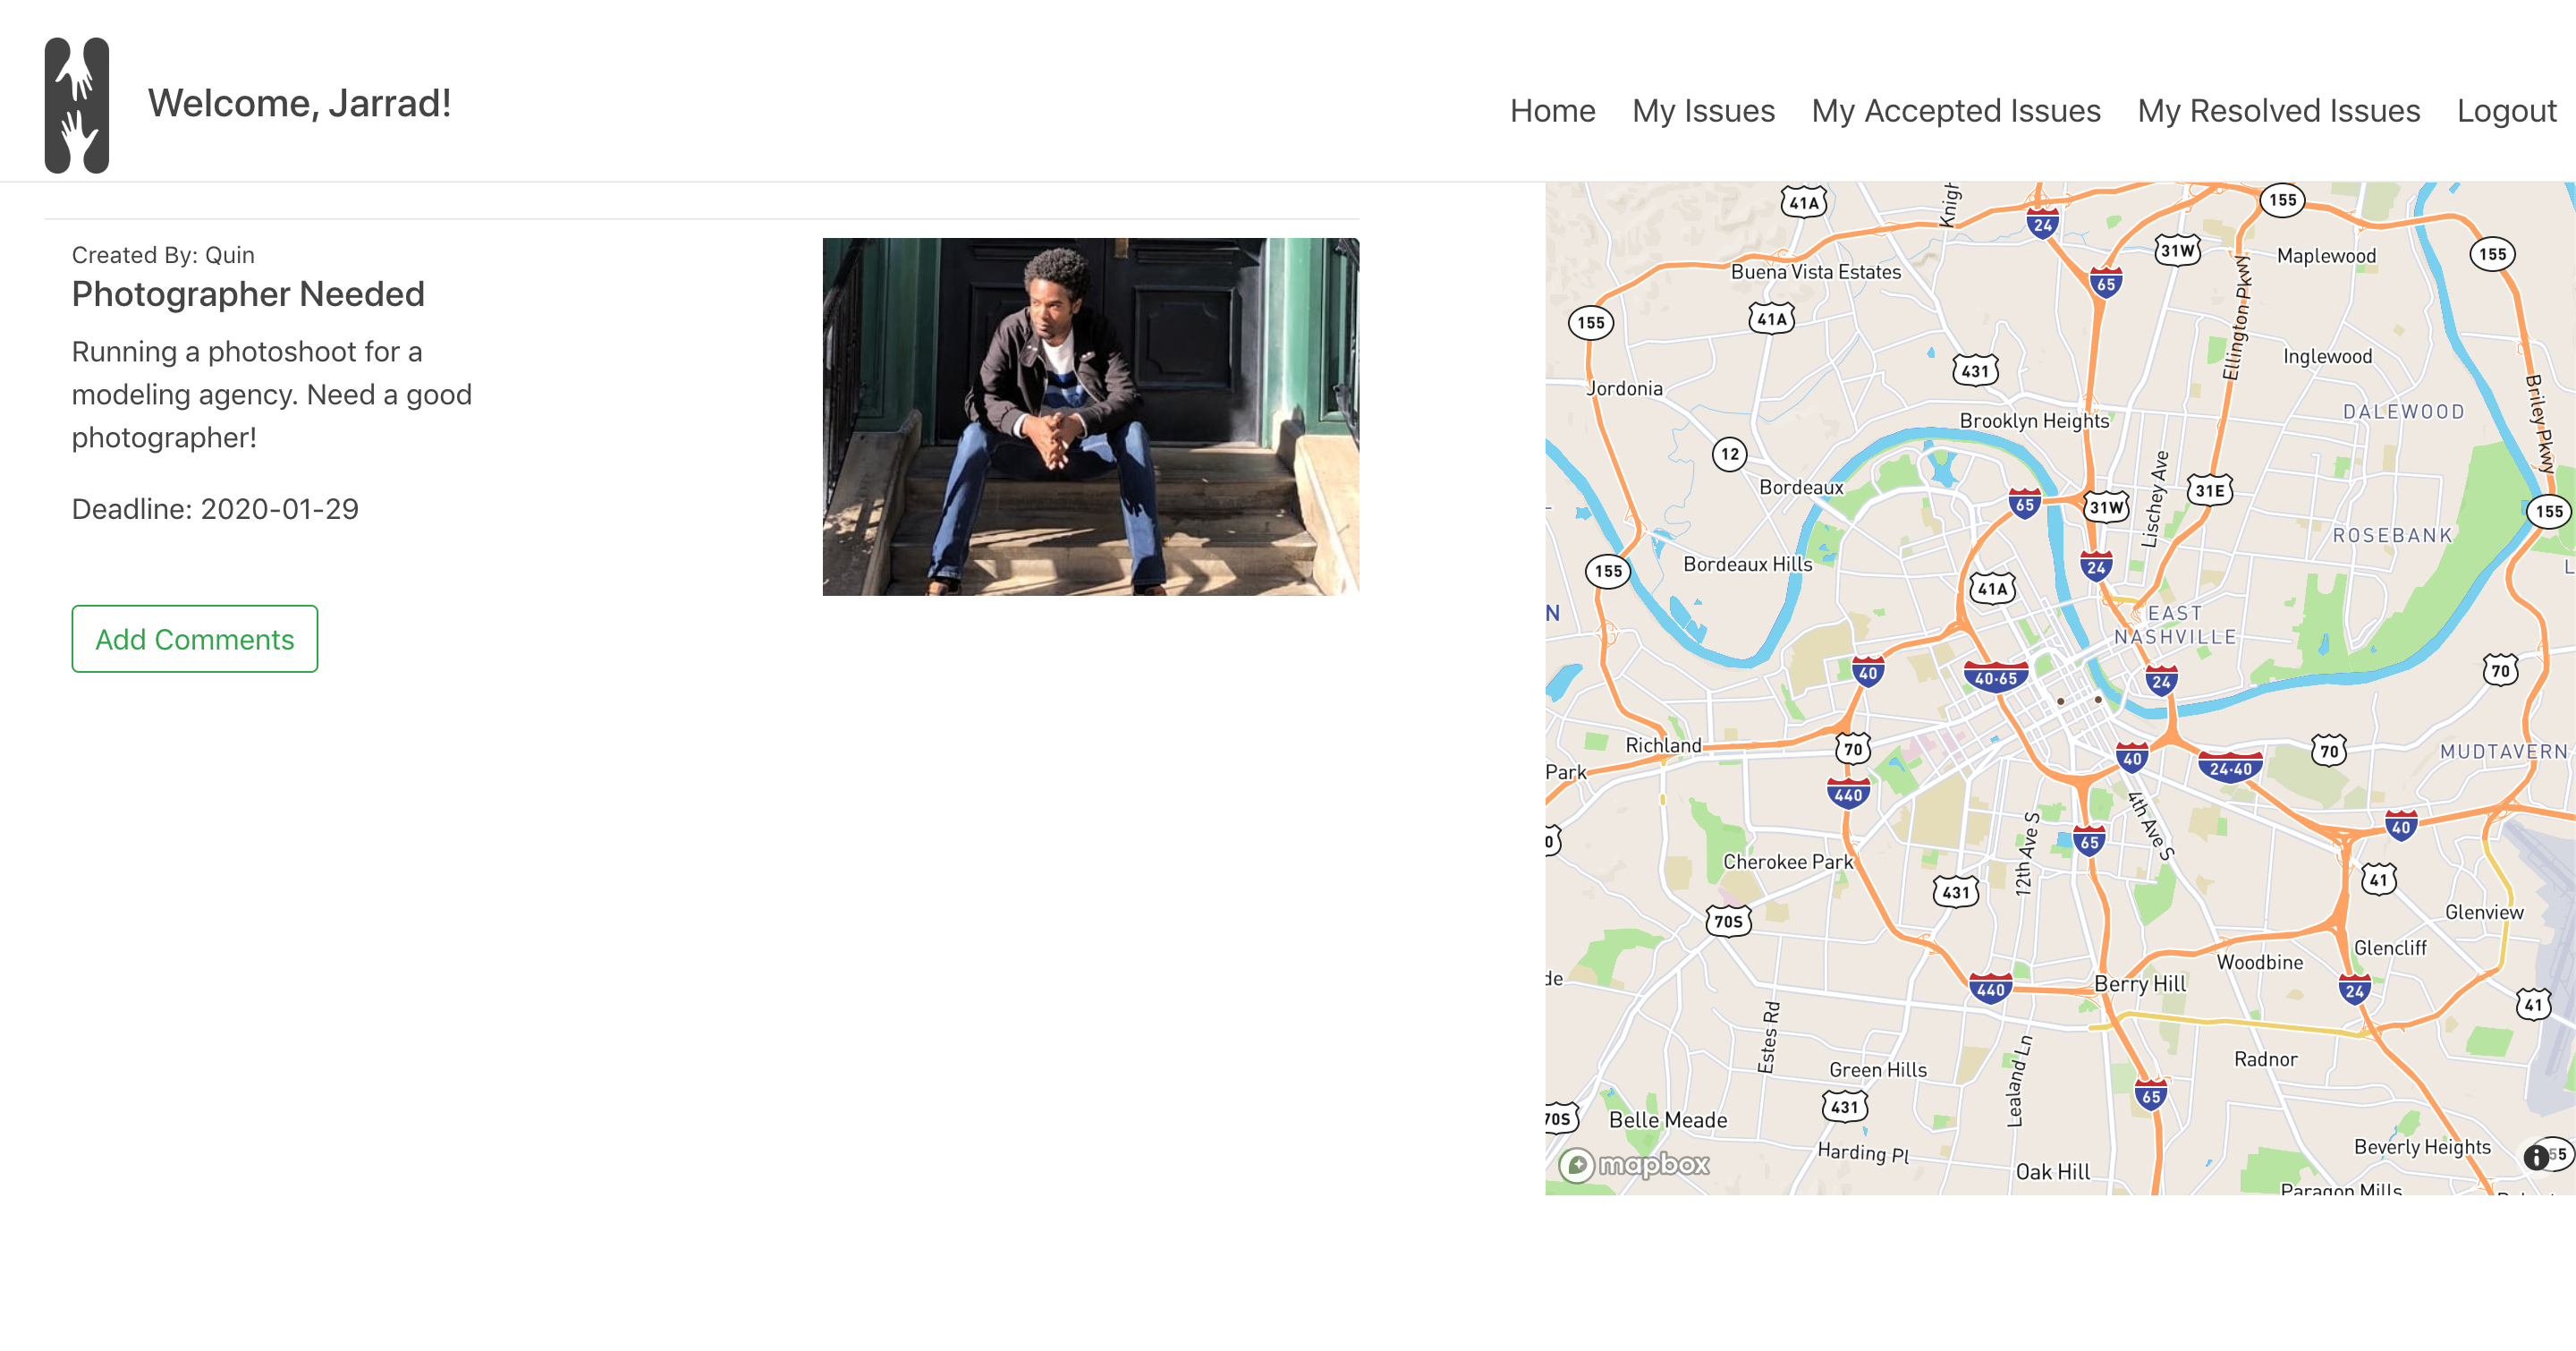 Welcome, Jarrad!
Home
My Issues
My Accepted Issues
My Resolved Issues
Logout
Created By: Quin
Photographer Needed
Running a photoshoot for a
modeling agency. Need a good
photographer!
Deadline: 2020-01-29
Add Comments
41A
Knigh
24
155
31W
Maplewood
155
Buena Vista Estates
65
Ellington Pkwy
155
41A
Inglewood
431
Jordonia
Briley Pkwy
DALEWOOD
Brooklyn Heights
12
Bordeaux
Lischey Ave
31E
65
31W
155
ROSEBANK
Bordeaux Hills
155
24
L
41A
N
EAST
NASHVILLE
40
40-65
24
70
Richland
70
40
24-40
70
MUDTAVERN
Park
440
4th Ave S
40
0
65
12th Ave S
Cherokee Park
41
431
70S
Glenview
Glencliff
Woodbine
de
440
Berry Hill
24
41
Estes Rd
Lealand Ln
Radnor
Green Hills
65
431
70S
Belle Meade
Beverly Heights
Harding Pl
55
mapbox
Oak Hill
Paragon Mills